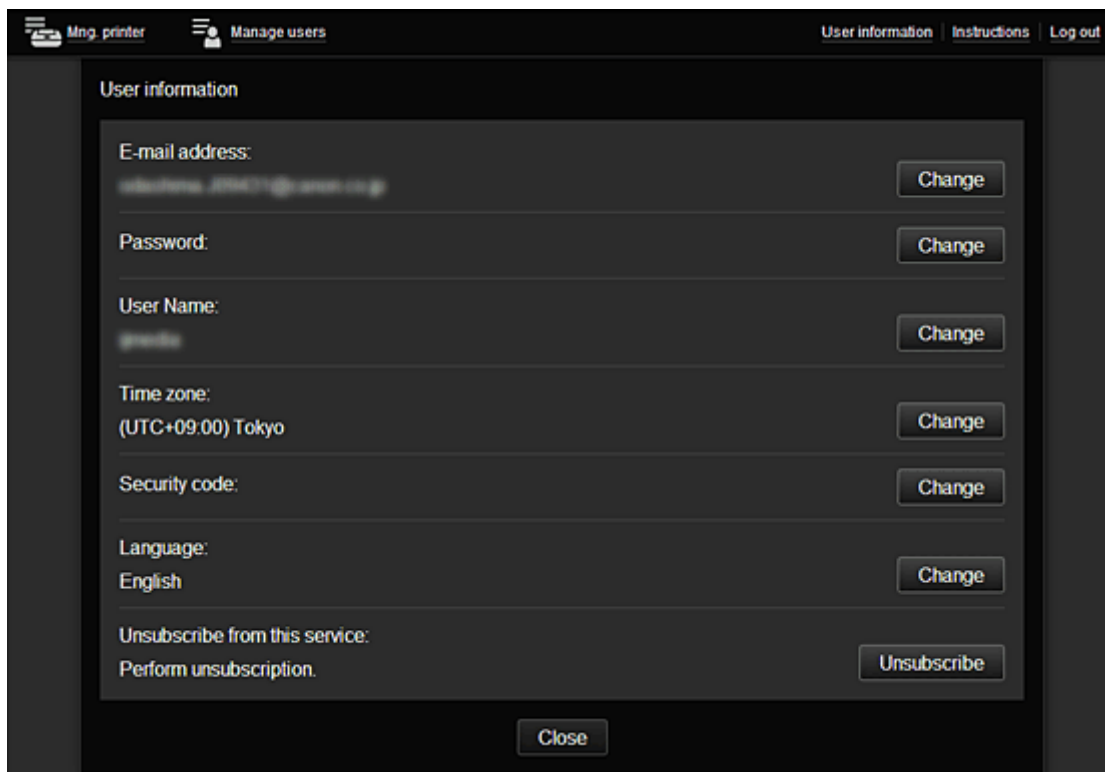 Mng. printer Manage users User information Instructions Log out
User information
E-mail address:
Change
Password:
Change
User Name:
Change
Time zone:
(UTC+09:00) Tokyo
Change
Security code:
Change
Language:
English
Change
Unsubscribe from this service:
Perform unsubscription.
Unsubscribe
Close